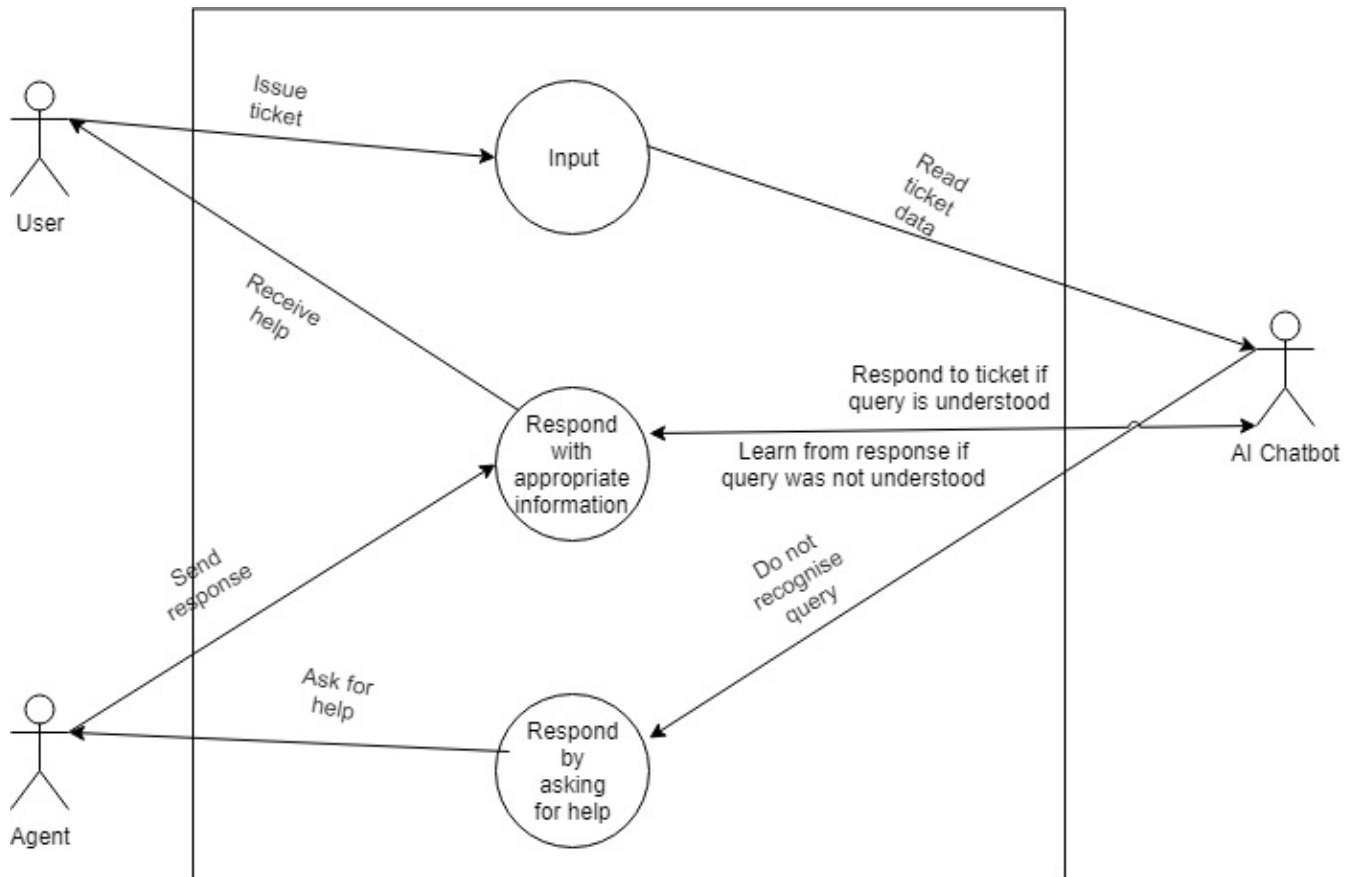 Issue
ticket
Input
User
Read
ticket
data
Receive
help
Respond to ticket if
query is understood
Respond
with
appropriate
information
Learn from response if
query was not understood
AI Chatbot
Send
response
Do not
recognise
query
Ask for
help
Respond
by
asking
for help
Agent